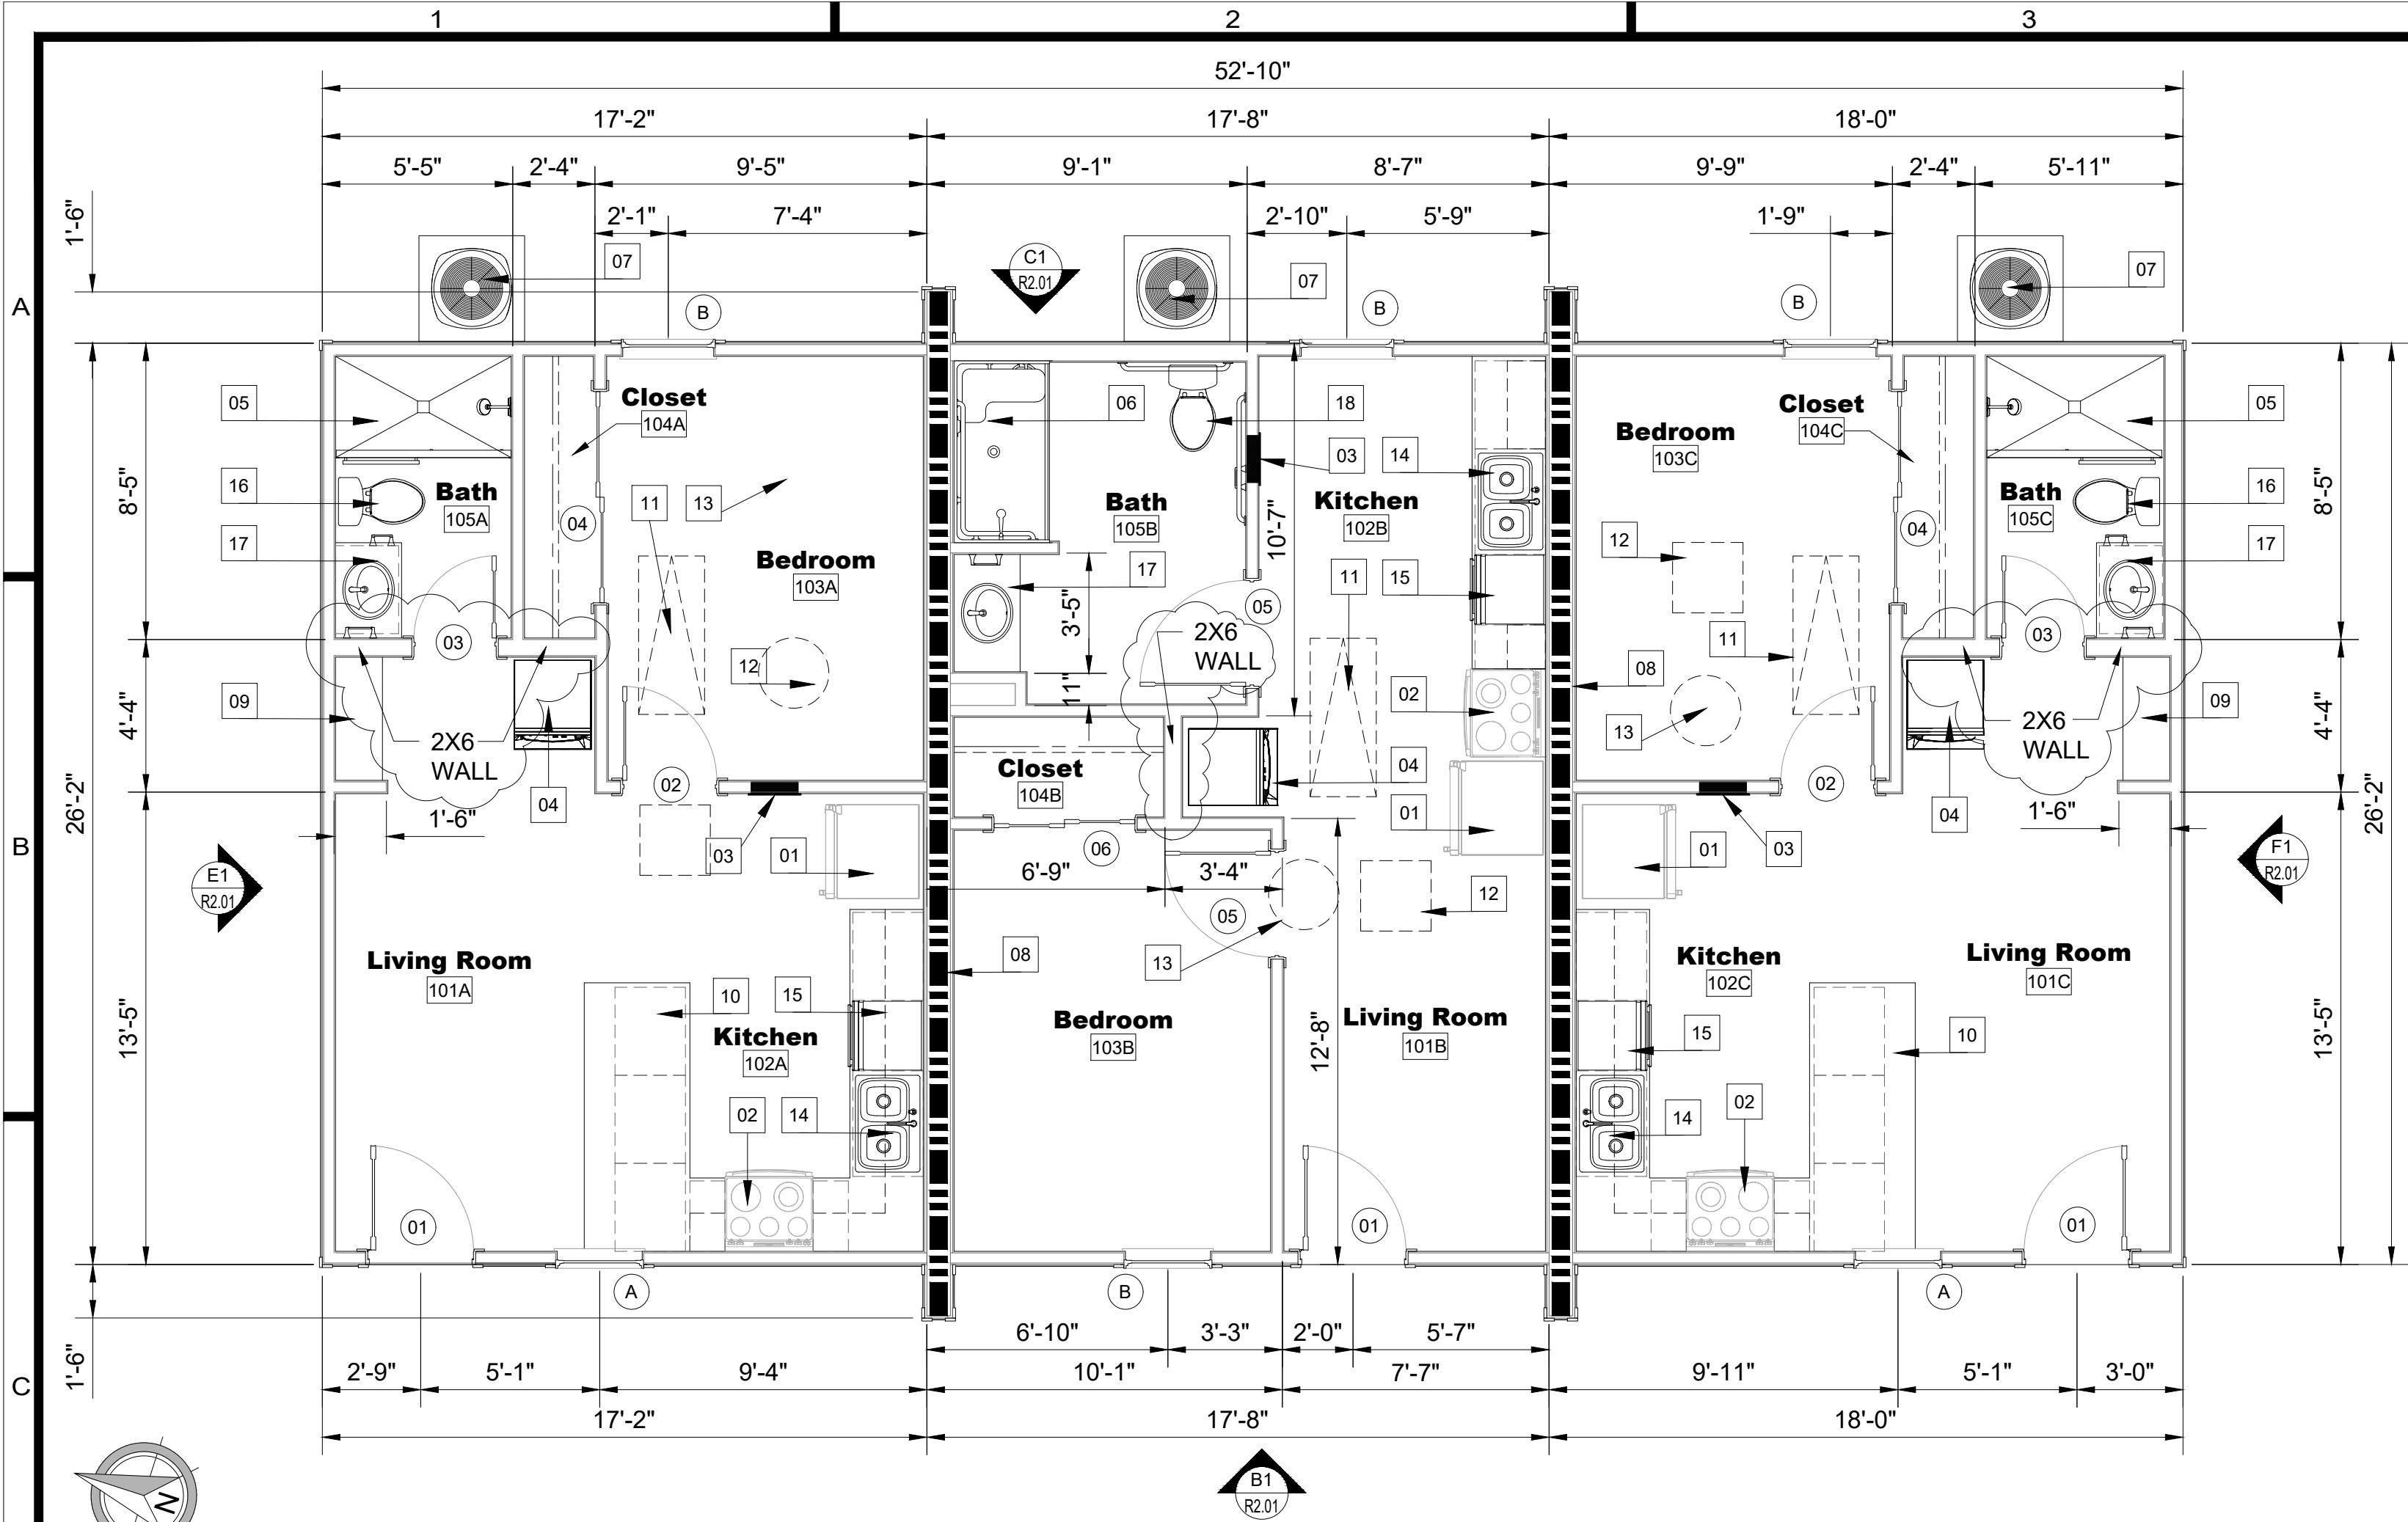 1 2 3
52'-10"
17'-2" 17'-8" 18'-0"
5'-5" 2'-4" 9'-5" 9'-1" 8'-7" 9'-9" 2'-4" 5'-11"
1'-6" 2'-1" 7'-4" 2'-10" 5'-9" 1'-9"
07 C1 07 07
R2.01
A B B B
05 Closet 06 18 Closet 05
104A 104C
Bedroom
103C
03 14
16 Bath 11 13 Bath Kitchen Bath 16
105A 105B 102B 105C
8'-5" 04 10'-7" 04 8'-5"
17 12 17
Bedroom 17 11 15
103A
03 05 3'-5" 03
2X6
WALL
12 08 11
09 02 09
11"
4'-4" 2X6 13 2X6 4'-4"
WALL WALL
Closet 04
104B
02 02
04 04
26'-2" 1'-6" 01 1'-6" 26'-2"
B 03 01 06 01 03
E1 6'-9" 3'-4" 12 F1
R2.01 R2.01
05
Living Room 08 13 Kitchen Living Room
101A 102C 101C
10 15
13'-5" Kitchen Bedroom 12'-8" Living Room 15 10 13'-5"
102A 103B 101B
02 14 14 02
01 01 01
A B A
6'-10" 3'-3" 2'-0" 5'-7"
1'-6" 2'-9" 5'-1" 9'-4" 10'-1" 7'-7" 9'-11" 5'-1" 3'-0"
C
17'-2" 17'-8" 18'-0"
B1
R2.01
N